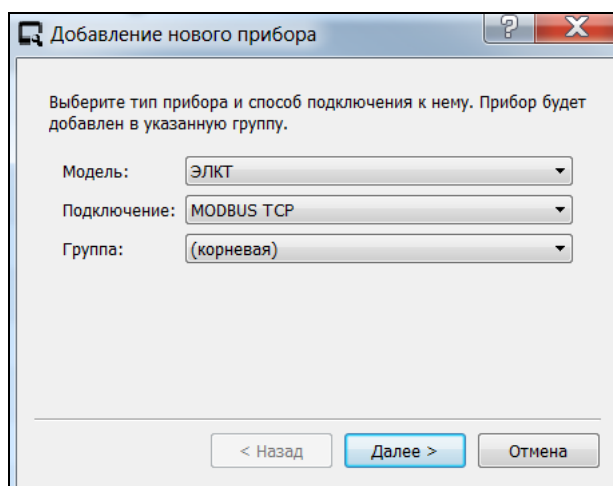 Добавление нового прибора
Выберите тип прибора и способ подключения к нему. Прибор будет
добавлен в указанную группу.
Модель: ЭЛКТ
Подключение: MODBUS TCP
Группа: (корневая)
< Назад Далее > Отмена